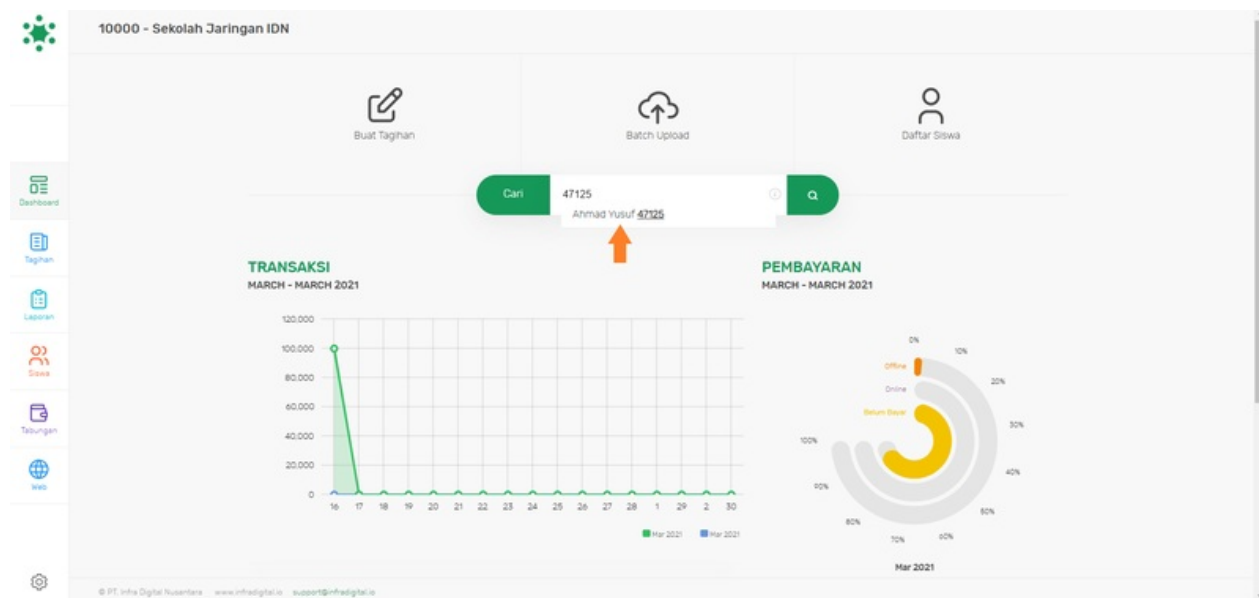 10000 - Sekolah Jaringan IDN
Buat Tagihan
Batch Upload
Daftar Siswa
Dashboard
Tagihan
Laporan
Siswa
Tabungan
Web
Cari
47125
Ahmad Yusuf 47125
TRANSAKSI
MARCH - MARCH 2021
120,000
100,000
80,000
60,000
40,000
20,000
0
16 17 18 19 20 21 22 23 24 25 26 27 28 1 29 2 30
Mar 2021 Mar 2021
PEMBAYARAN
MARCH - MARCH 2021
0%
10%
20%
30%
40%
50%
60%
70%
80%
90%
100%
Offline
Online
Belum Bayar
Mar 2021
© PT. Infra Digital Nusantara www.infradigital.io support@infradigital.io